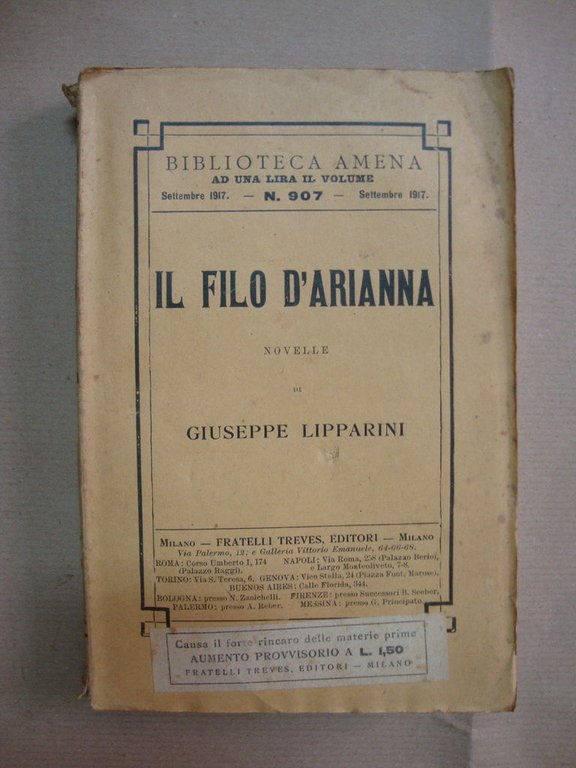 BIBLIOTECA AMENA
AD UNA LIRA IL VOLUME
Settembre 1917. — N. 907 — Settembre 1917.
IL FILO D'ARIANNA
NOVELLE
DI
GIUSEPPE LIPPARINI
MILANO — FRATELLI TREVES, EDITORI — MILANO
Via Palermo, 12; e Galleria Vittorio Emanuele, 64-66-68.
ROMA: Corso Umberto I, 174 NAPOLI: Via Roma, 258 (Palazzo Berio),
(Palazzo Raggi). e Largo Monteoliveto, 7-8.
TORINO: Via S. Teresa, 6. GENOVA: Vico Stella, 24 (Piazza Font. Marose).
BUENOS AIRES: Calle Florida, 344.
BOLOGNA: presso N. Zanichelli. FIRENZE: presso Successori B. Seeber.
PALERMO: presso A. Reber. MESSINA: presso G. Principato.
Causa il forte rincaro delle materie prime
AUMENTO PROVVISORIO A L. 1,50
FRATELLI TREVES, EDITORI — MILANO